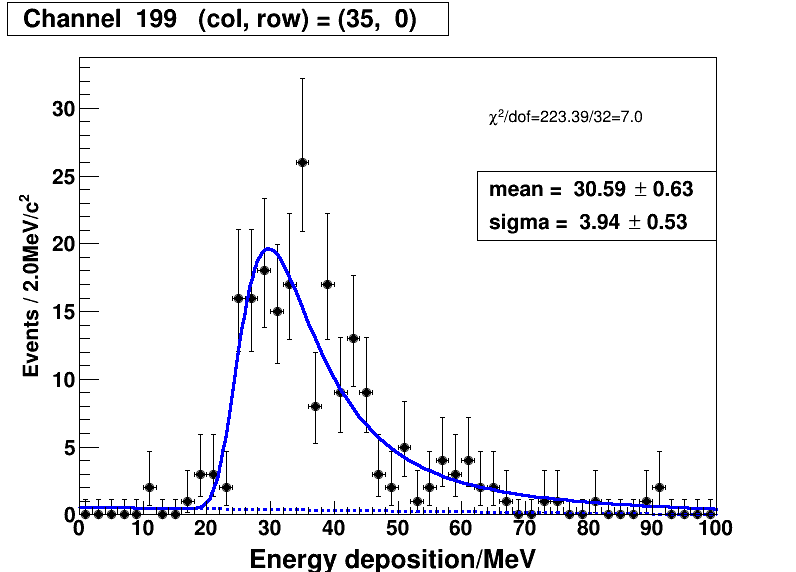 Channel 199 (col, row) = (35, 0)
χ²/dof=223.39/32=7.0
mean = 30.59 ± 0.63
sigma = 3.94 ± 0.53
Events / 2.0MeV/c²
30
25
20
15
10
5
0
0 10 20 30 40 50 60 70 80 90 100
Energy deposition/MeV